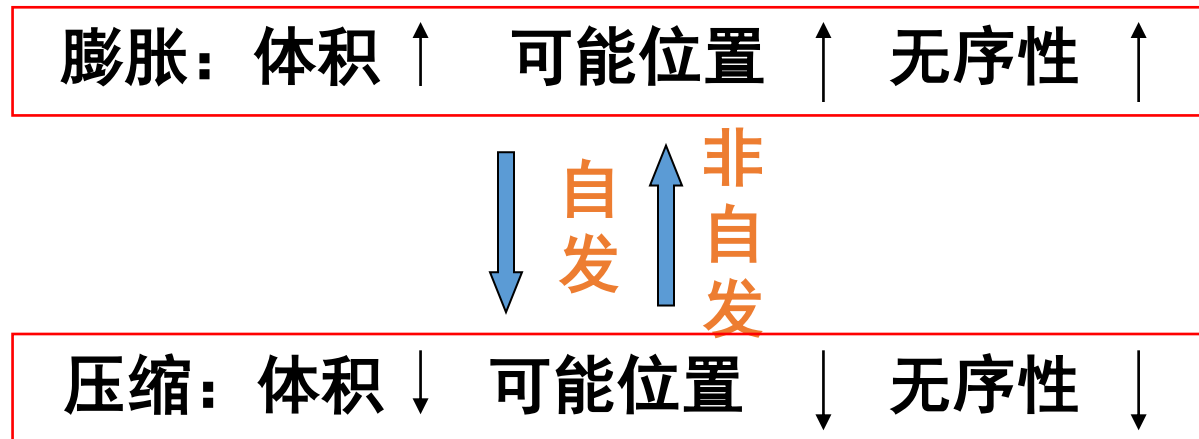 膨胀：体积 可能位置 无序性
自发
非自发
压缩：体积 可能位置 无序性